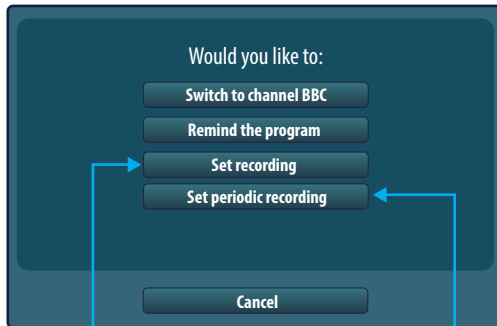 Would you like to:
Switch to channel BBC
Remind the program
Set recording
Set periodic recording
Cancel